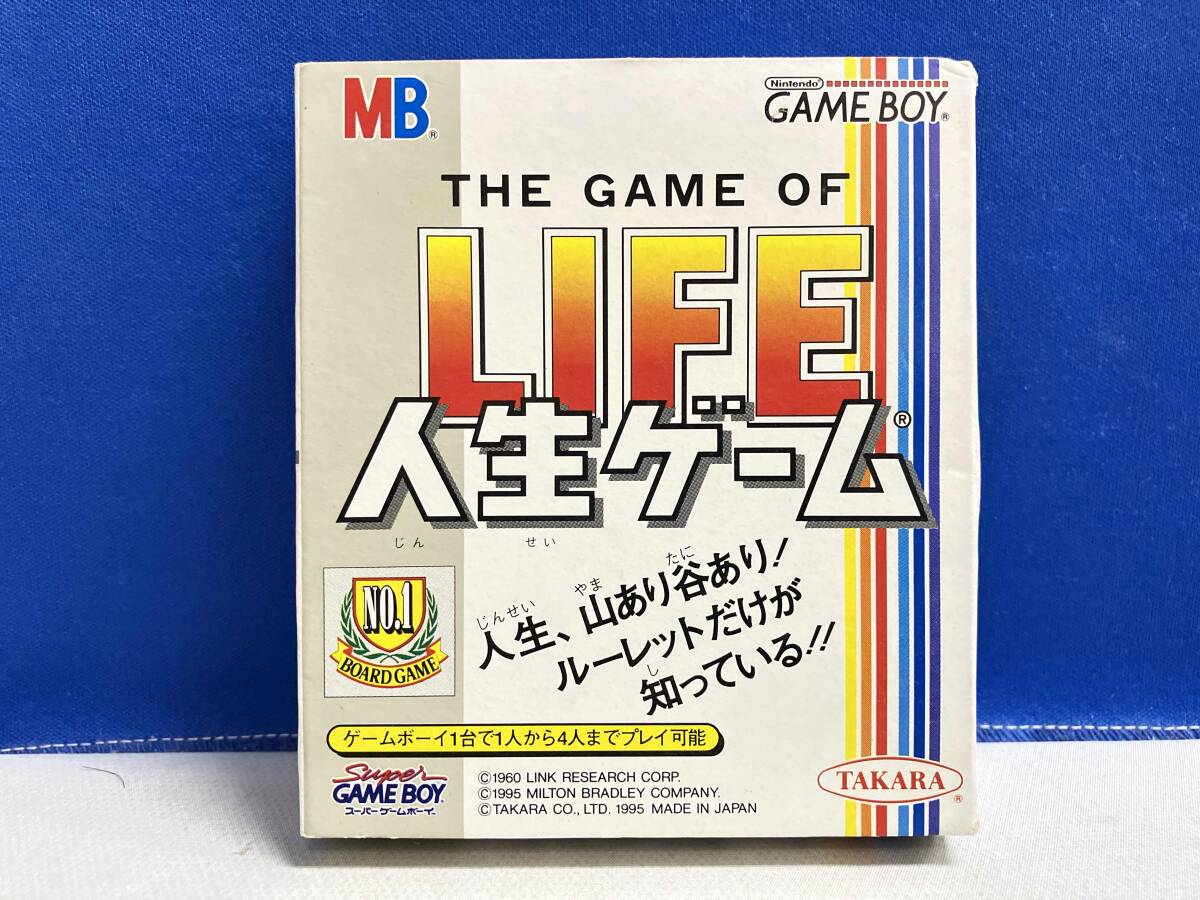 MB®
Nintendo®
GAME BOY®
THE GAME OF
LIFE
人生ゲーム®
じん せい
じんせい やま たに
人生、山あり谷あり!
ルーレットだけが
し
知っている!!
NO.1
BOARD GAME
ゲームボーイ1台で1人から4人までプレイ可能
Super
GAME BOY™
スーパーゲームボーイ™
©1960 LINK RESEARCH CORP.
©1995 MILTON BRADLEY COMPANY.
©TAKARA CO., LTD. 1995 MADE IN JAPAN
TAKARA®